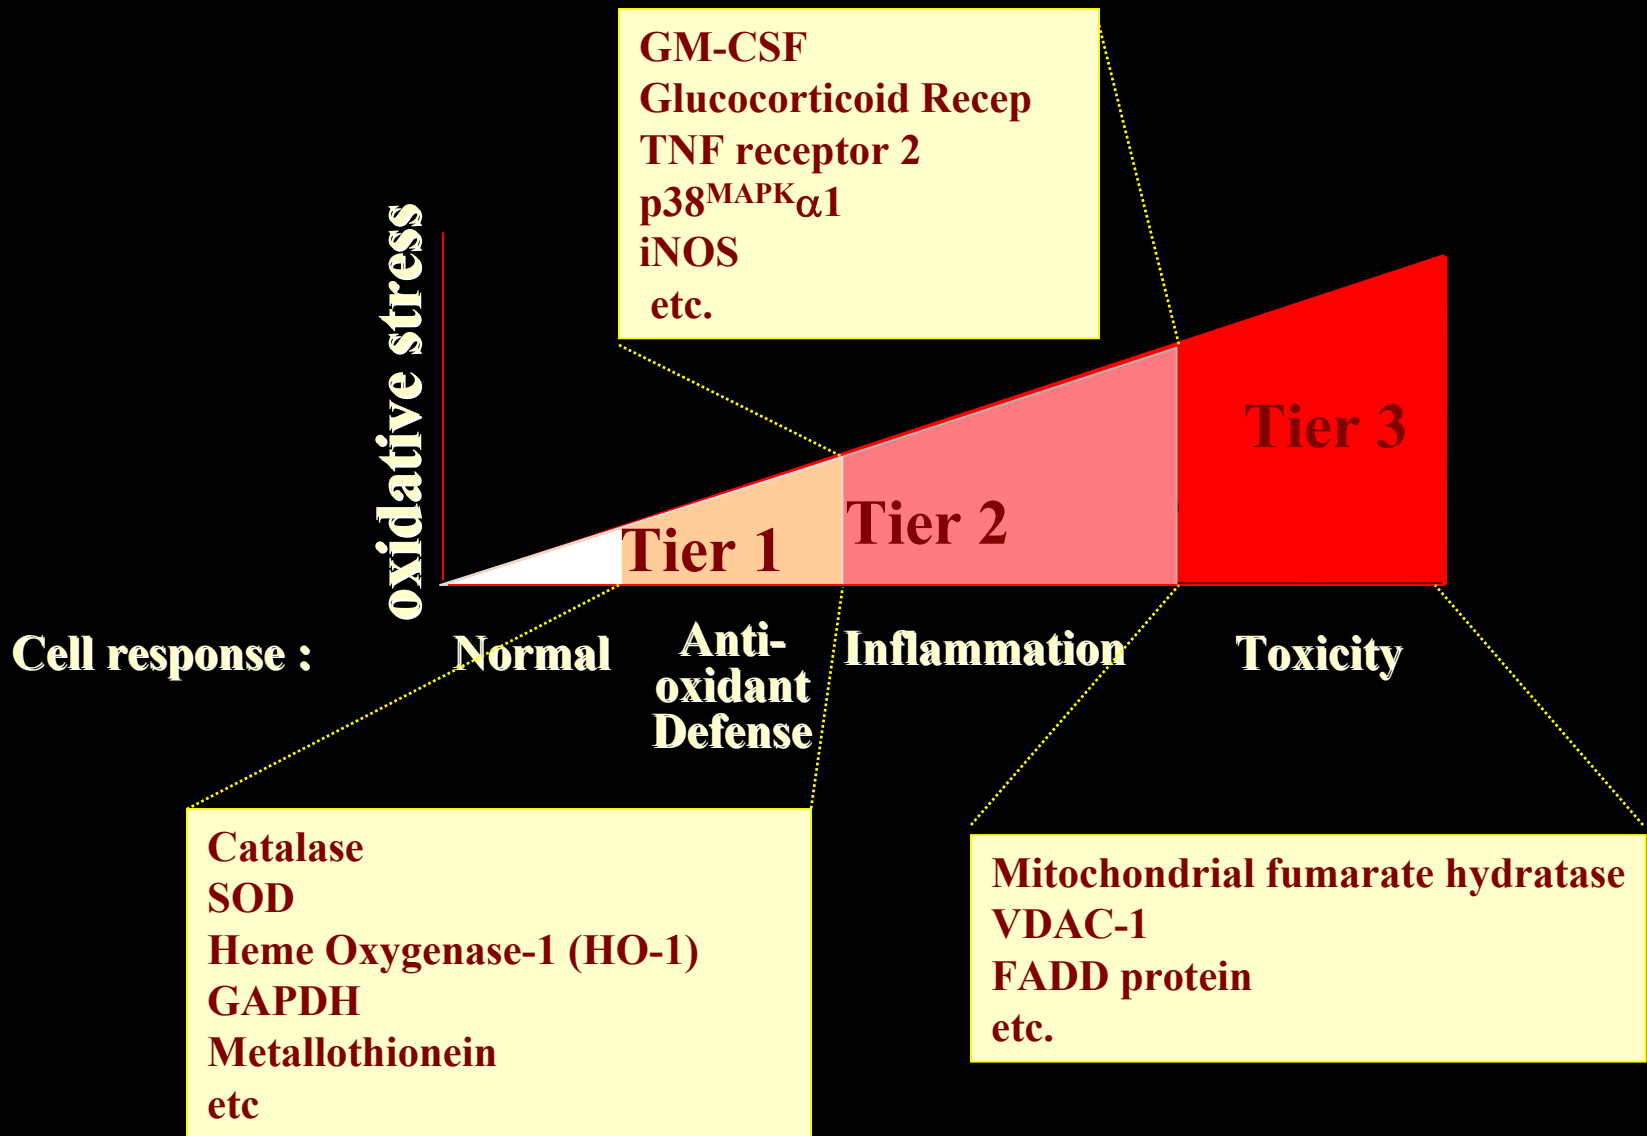 GM-CSF
Glucocorticoid Recep
TNF receptor 2
p38MAPKα1
iNOS
etc.
oxidative stress
Tier 1
Tier 2
Tier 3
Cell response :
Normal
Anti-
oxidant
Defense
Inflammation
Toxicity
Catalase
SOD
Heme Oxygenase-1 (HO-1)
GAPDH
Metallothionein
etc
Mitochondrial fumarate hydratase
VDAC-1
FADD protein
etc.